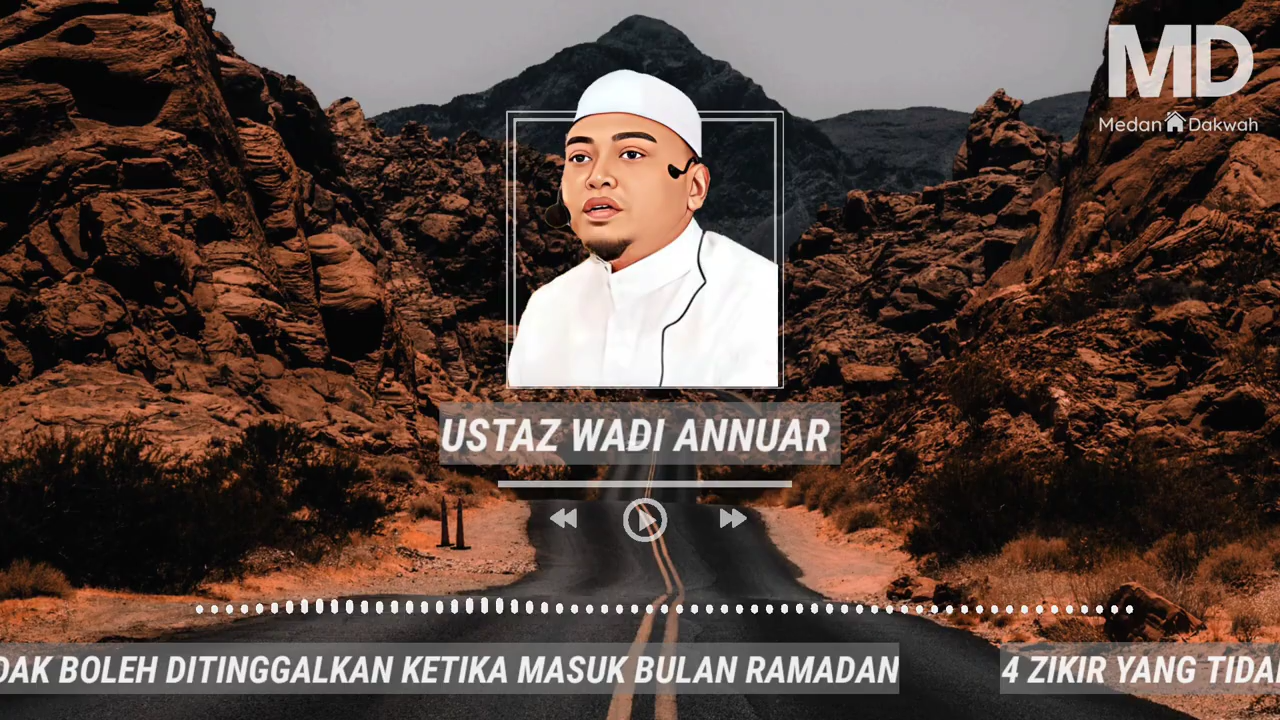 MD
Medan Dakwah
USTAZ WADI ANNUAR
DAK BOLEH DITINGGALKAN KETIKA MASUK BULAN RAMADAN
4 ZIKIR YANG TIDA